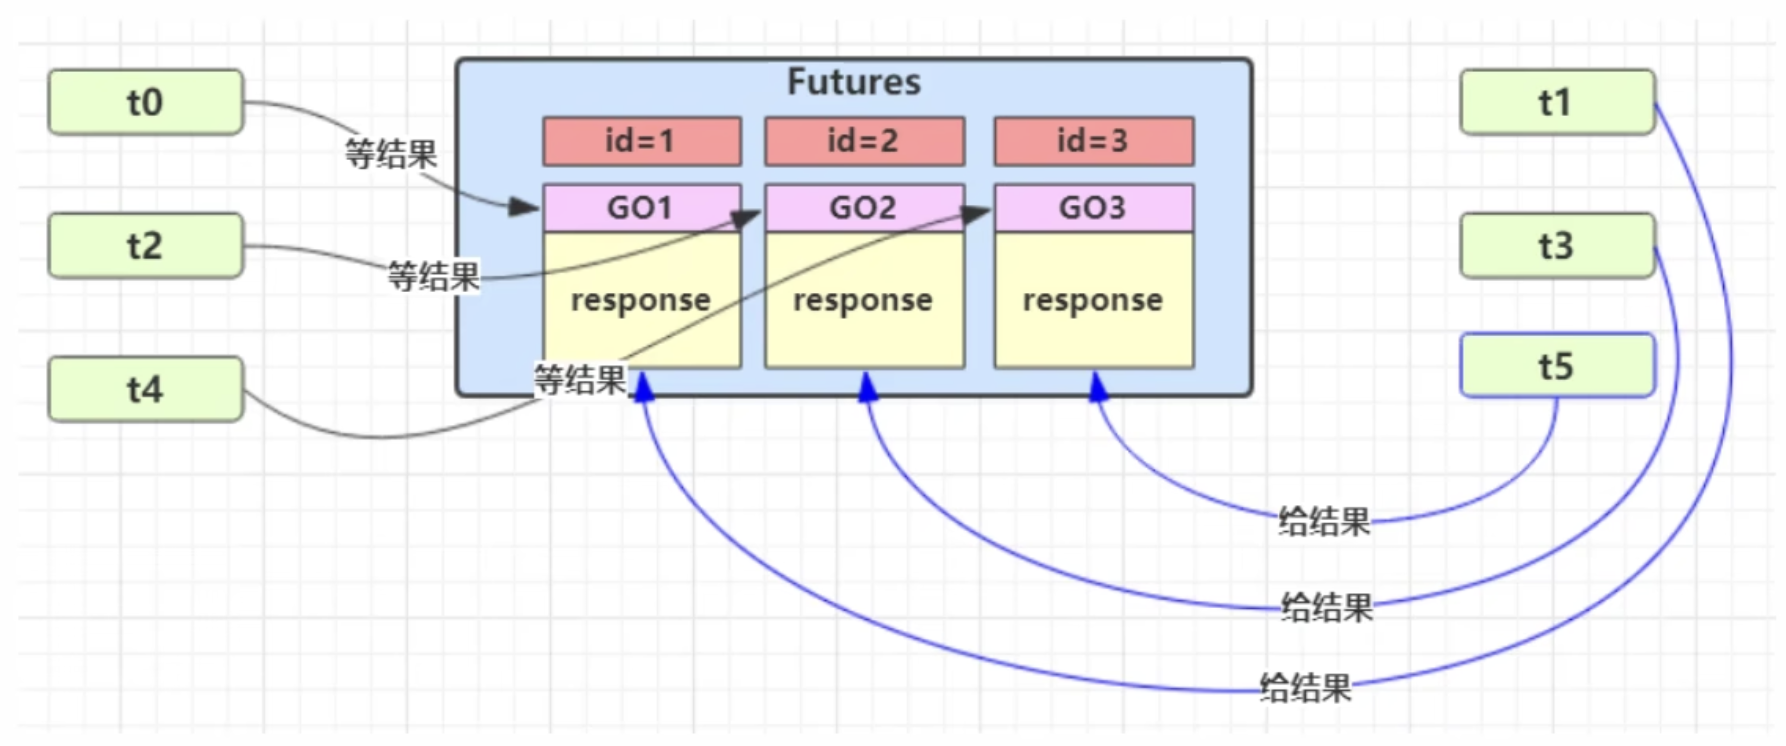 Futures
t0
t1
id=1
id=2
id=3
等结果
GO1
GO2
GO3
t2
t3
等结果
response
response
response
t4
t5
等结果
给结果
给结果
给结果